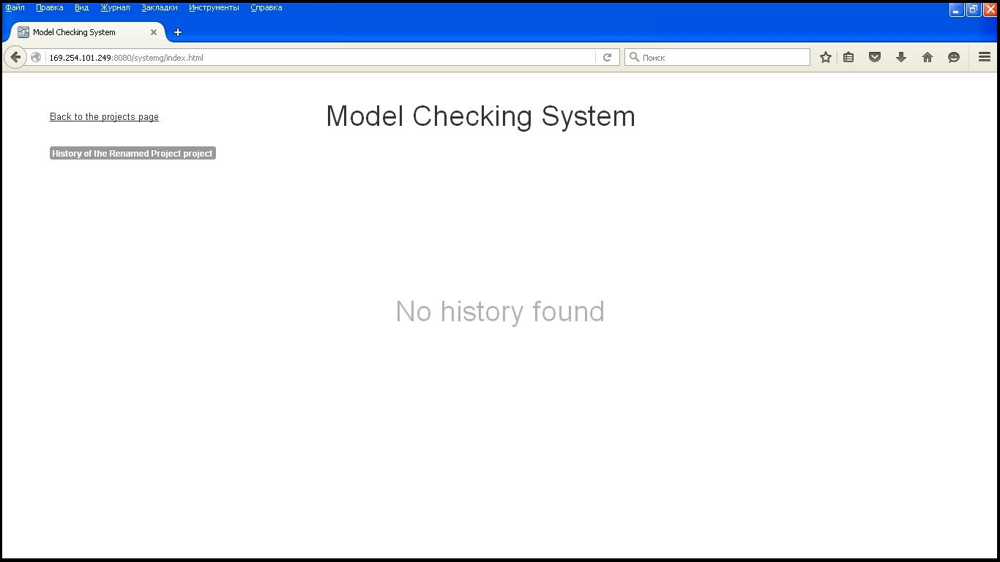 Файл Правка Вид Журнал Закладки Инструменты Справка
Model Checking System
169.254.101.249:8080/systemg/index.html
Поиск
Back to the projects page
Model Checking System
History of the Renamed Project project
No history found